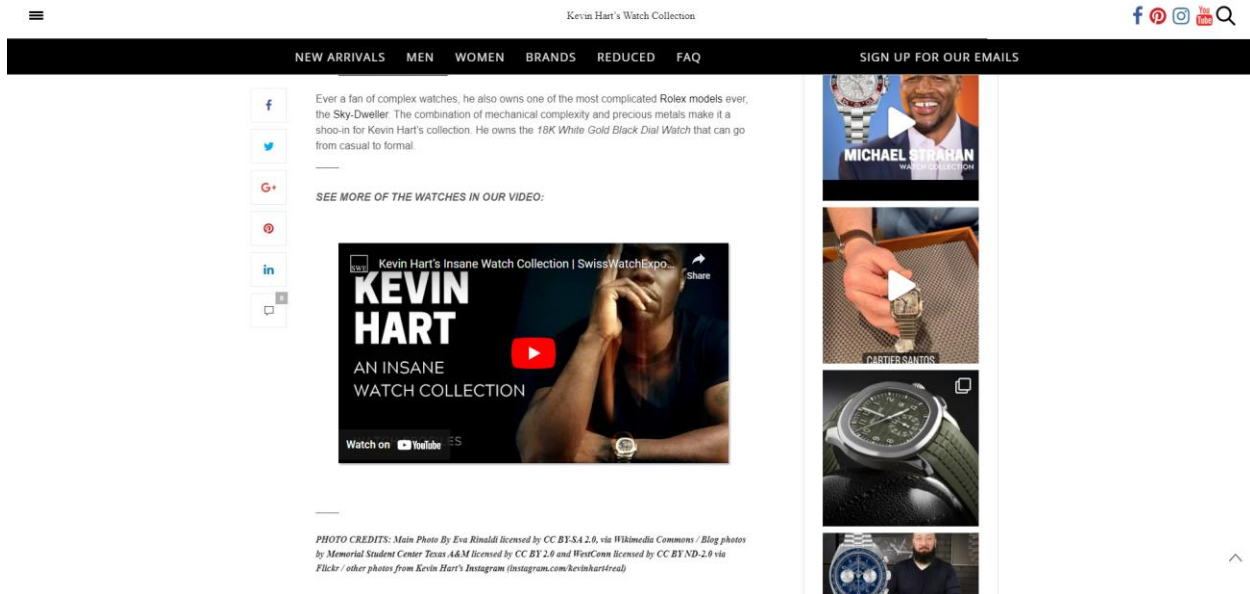 Kevin Hart's Watch Collection
You
Tube
NEW ARRIVALS MEN WOMEN BRANDS REDUCED FAQ SIGN UP FOR OUR EMAILS
Ever a fan of complex watches, he also owns one of the most complicated Rolex models ever,
the Sky-Dweller. The combination of mechanical complexity and precious metals make it a
shoo-in for Kevin Hart's collection. He owns the 18K White Gold Black Dial Watch that can go
from casual to formal.
G+
in
SEE MORE OF THE WATCHES IN OUR VIDEO:
SWE
Kevin Hart's Insane Watch Collection | SwissWatchExpo...
Share
KEVIN
HART
AN INSANE
WATCH COLLECTION
Watch on YouTube
PHOTO CREDITS: Main Photo By Eva Rinaldi licensed by CC BY-SA 2.0, via Wikimedia Commons / Blog photos
by Memorial Student Center Texas A&M licensed by CC BY 2.0 and WestConn licensed by CC BY ND-2.0 via
Flickr / other photos from Kevin Hart's Instagram (instagram.com/kevinhart4real)
MICHAEL STRAHAN
WATCH COLLECTION
CARTIER SANTOS